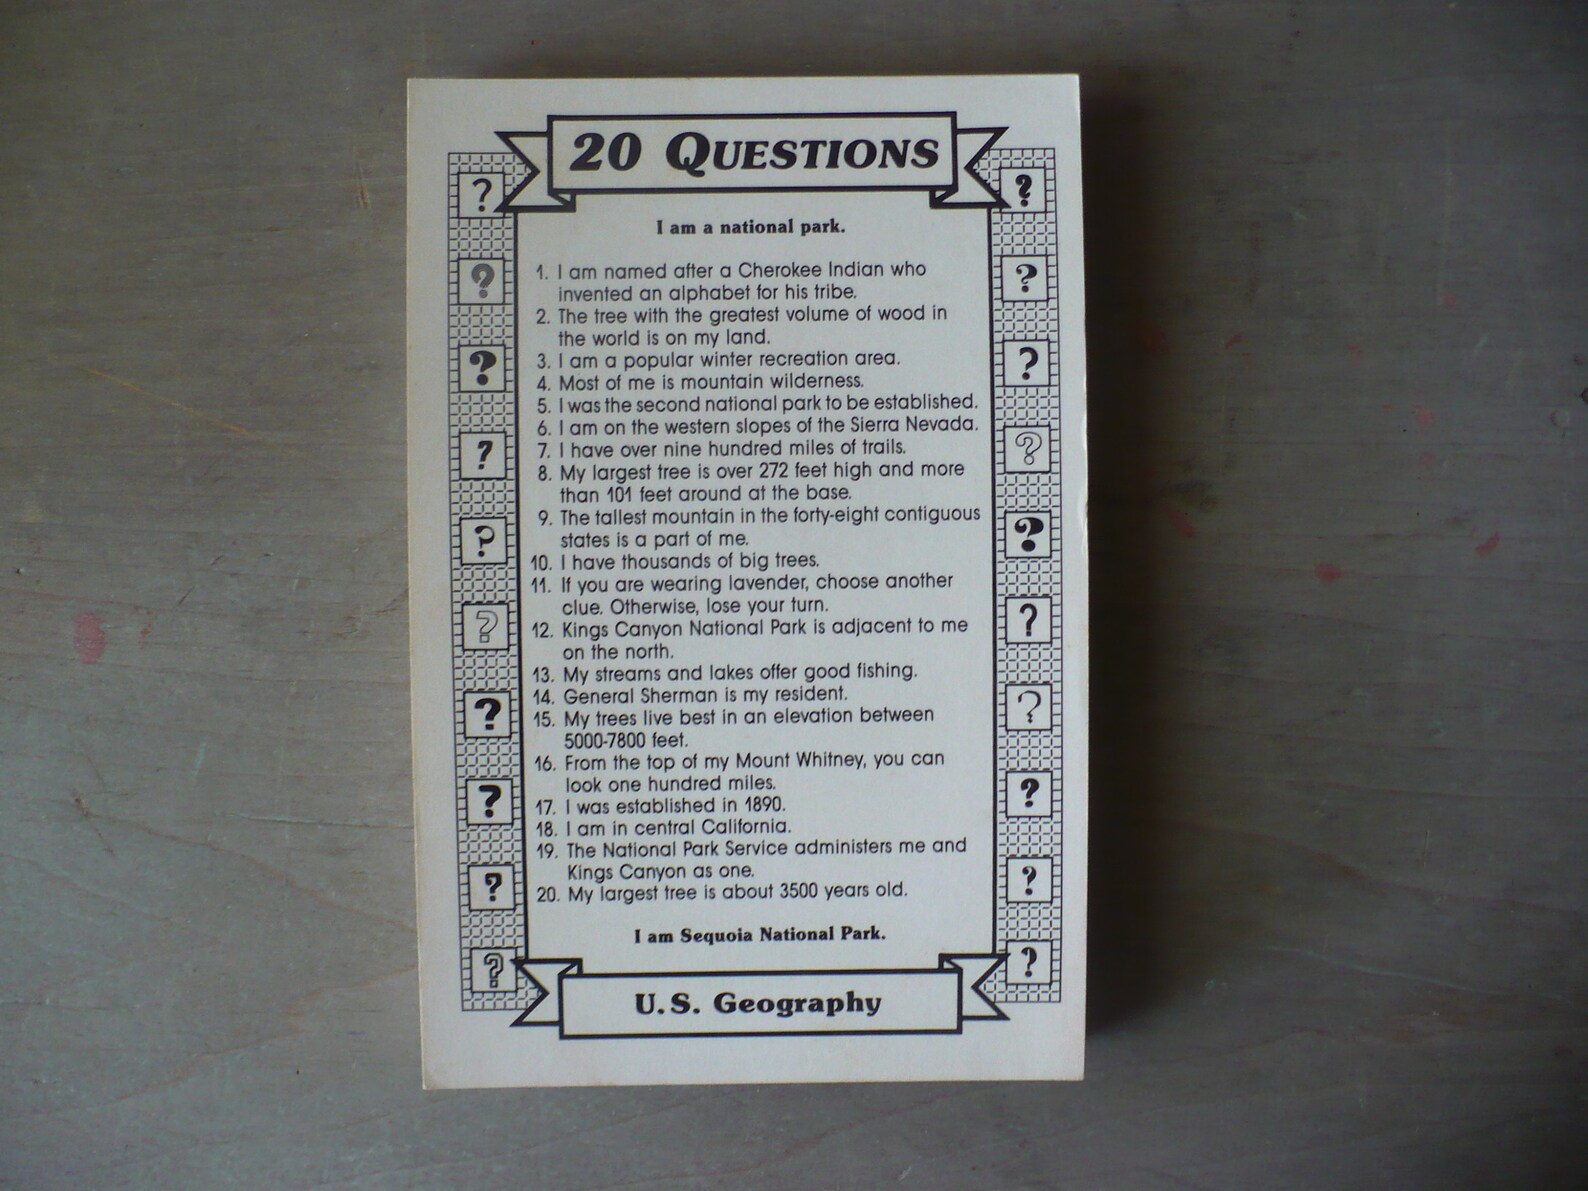 20 QUESTIONS
I am a national park.
1. I am named after a Cherokee Indian who
invented an alphabet for his tribe.
2. The tree with the greatest volume of wood in
the world is on my land.
3. I am a popular winter recreation area.
4. Most of me is mountain wilderness.
5. I was the second national park to be established.
6. I am on the western slopes of the Sierra Nevada.
7. I have over nine hundred miles of trails.
8. My largest tree is over 272 feet high and more
than 101 feet around at the base.
9. The tallest mountain in the forty-eight contiguous
states is a part of me.
10. I have thousands of big trees.
11. If you are wearing lavender, choose another
clue. Otherwise, lose your turn.
12. Kings Canyon National Park is adjacent to me
on the north.
13. My streams and lakes offer good fishing.
14. General Sherman is my resident.
15. My trees live best in an elevation between
5000-7800 feet.
16. From the top of my Mount Whitney, you can
look one hundred miles.
17. I was established in 1890.
18. I am in central California.
19. The National Park Service administers me and
Kings Canyon as one.
20. My largest tree is about 3500 years old.
I am Sequoia National Park.
U.S. Geography